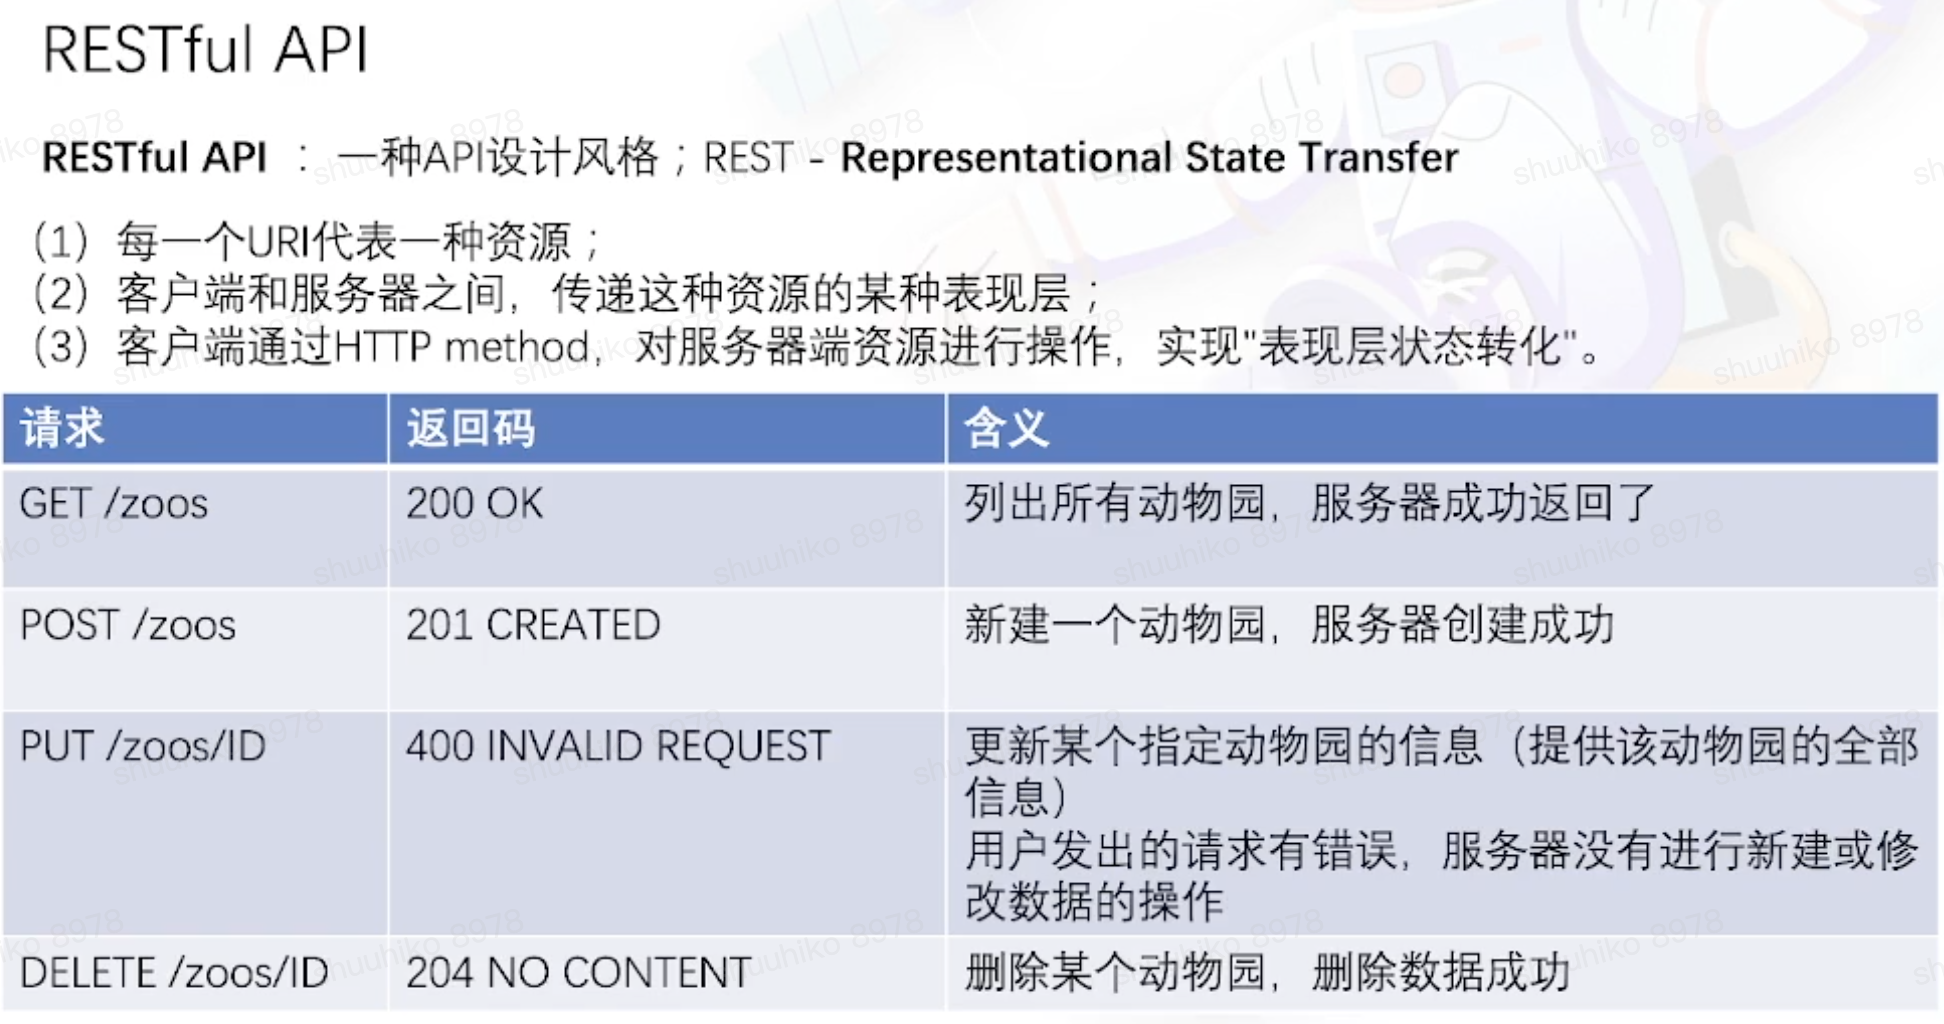 RESTful API
RESTful API ： 一种API设计风格；REST - Representational State Transfer
（1）每一个URI代表一种资源；
（2）客户端和服务器之间，传递这种资源的某种表现层；
（3）客户端通过HTTP method，对服务器端资源进行操作，实现"表现层状态转化"。
请求 返回码 含义
GET /zoos 200 OK 列出所有动物园，服务器成功返回了
POST /zoos 201 CREATED 新建一个动物园，服务器创建成功
PUT /zoos/ID 400 INVALID REQUEST 更新某个指定动物园的信息（提供该动物园的全部
信息）
用户发出的请求有错误，服务器没有进行新建或修
改数据的操作
DELETE /zoos/ID 204 NO CONTENT 删除某个动物园，删除数据成功
shuuhiko 8978